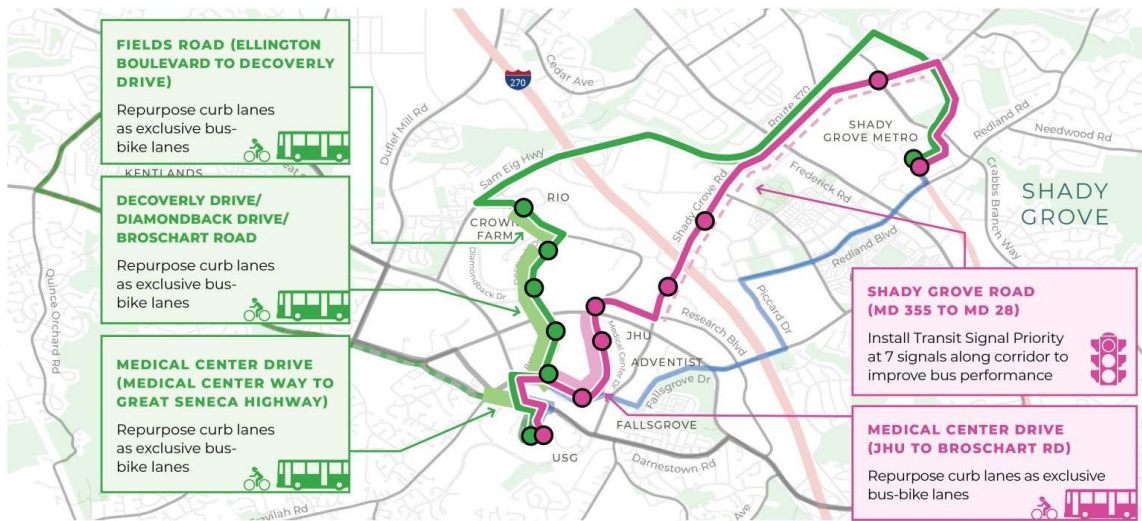 FIELDS ROAD (ELLINGTON
BOULEVARD TO DECOVERLY
DRIVE)
Repurpose curb lanes
as exclusive bus-
bike lanes
KENTLANDS
DECOVERLY DRIVE/
DIAMONDBACK DRIVE/
BROSCHART ROAD
Repurpose curb lanes
as exclusive bus-
bike lanes
MEDICAL CENTER DRIVE
(MEDICAL CENTER WAY TO
GREAT SENECA HIGHWAY)
Repurpose curb lanes
as exclusive bus-
bike lanes
Quince Orchard Rd
Duflef Mill Rd
270
Cedar Ave
Route 370
Sam Eig Hwy
RIO
CROWN
FARM
Diamondback Dr
Shady Grove Rd
SHADY
GROVE METRO
Redland Rd
Needwood Rd
Crabbs Branch Way
Frederick Rd
Redland Blvd
Piccard Dr
SHADY
GROVE
Research Blvd
JHU
Medical Center Dr
ADVENTIST
Fallsgrove Dr
FALLSGROVE
USG
Darnestown Rd
SHADY GROVE ROAD
(MD 355 TO MD 28)
Install Transit Signal Priority
at 7 signals along corridor to
improve bus performance
MEDICAL CENTER DRIVE
(JHU TO BROSCHART RD)
Repurpose curb lanes as exclusive
bus-bike lanes
Ave